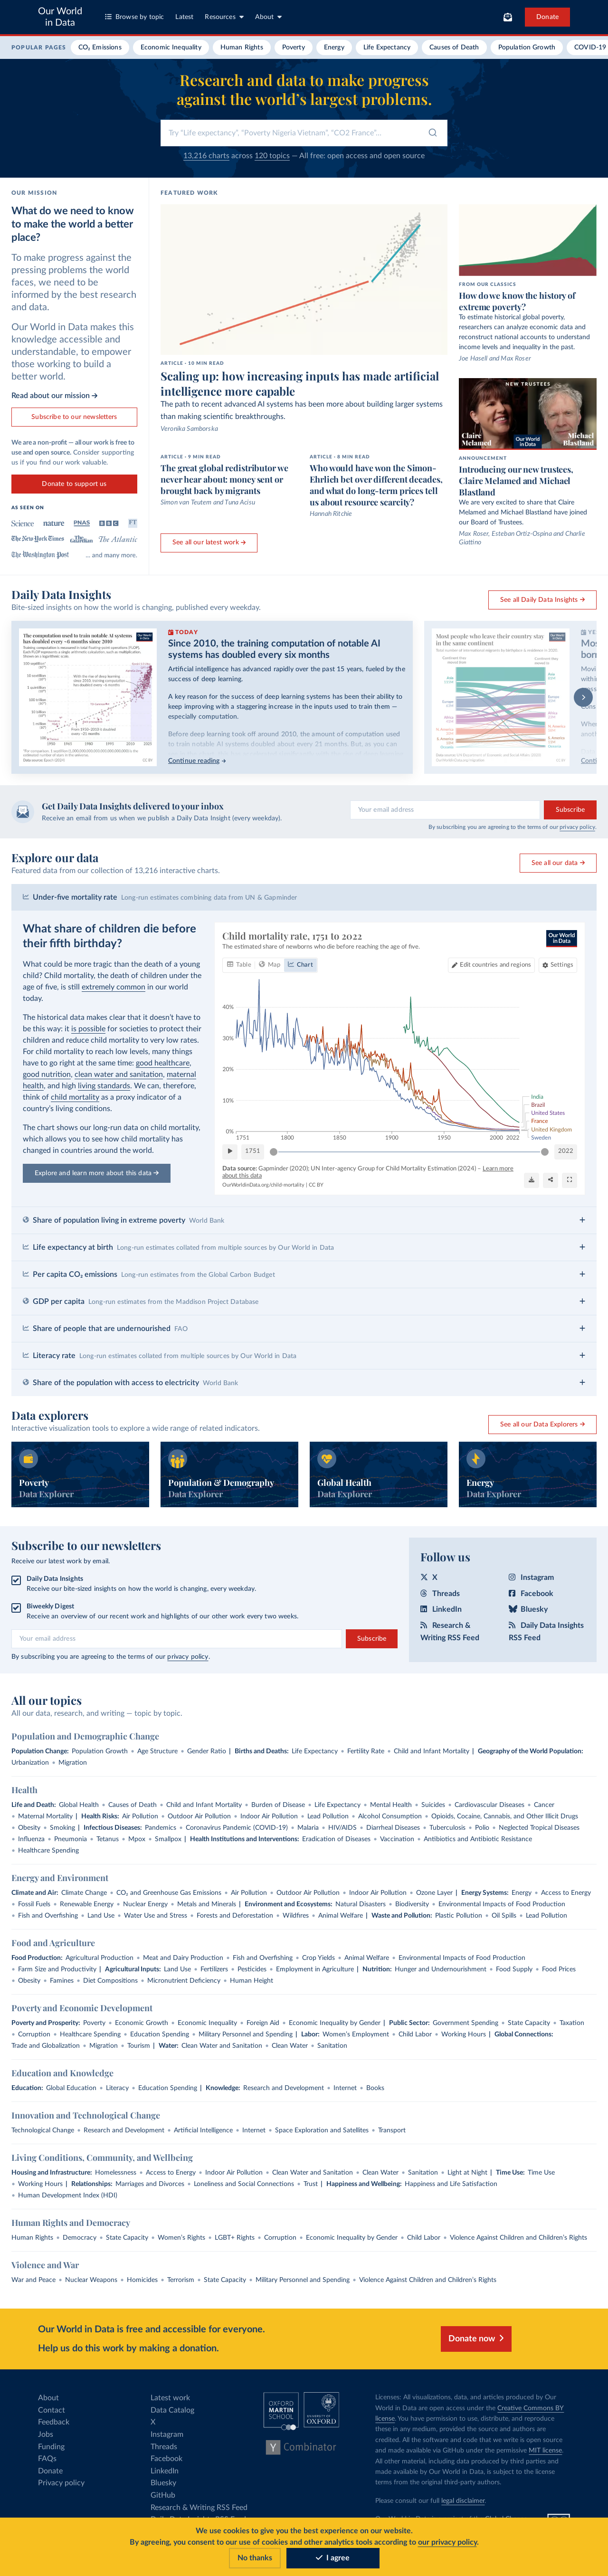 Our World
in Data
Browse by topic
Latest
Resources
About
Donate
POPULAR PAGES
CO₂ Emissions
Economic Inequality
Human Rights
Poverty
Energy
Life Expectancy
Causes of Death
Population Growth
COVID-19
Research and data to make progress
against the world's largest problems.
Try "Life expectancy", "Poverty Nigeria Vietnam", "CO2 France"...
13,216 charts across 120 topics — All free: open access and open source
OUR MISSION
What do we need to know
to make the world a better
place?
To make progress against the
pressing problems the world
faces, we need to be
informed by the best research
and data.
Our World in Data makes this
knowledge accessible and
understandable, to empower
those working to build a
better world.
Read about our mission →
Subscribe to our newsletters
We are a non-profit — all our work is free to
use and open source. Consider supporting
us if you find our work valuable.
Donate to support us
AS SEEN ON
Science
nature
PNAS
BBC
FT
The New York Times
The Guardian
The Atlantic
The Washington Post
... and many more.
FEATURED WORK
ARTICLE • 10 MIN READ
Scaling up: how increasing inputs has made artificial
intelligence more capable
The path to recent advanced AI systems has been more about building larger systems
than making scientific breakthroughs.
Veronika Samborska
ARTICLE • 9 MIN READ
The great global redistributor we
never hear about: money sent or
brought back by migrants
Simon van Teutem and Tuna Acisu
ARTICLE • 8 MIN READ
Who would have won the Simon-
Ehrlich bet over different decades,
and what do long-term prices tell
us about resource scarcity?
Hannah Ritchie
See all our latest work →
FROM OUR CLASSICS
How do we know the history of
extreme poverty?
To estimate historical global poverty,
researchers can analyze economic data and
reconstruct national accounts to understand
income levels and inequality in the past.
Joe Hasell and Max Roser
NEW TRUSTEES
Claire
Melamed
Our World
in Data
Michael
Blastland
ANNOUNCEMENT
Introducing our new trustees,
Claire Melamed and Michael
Blastland
We are very excited to share that Claire
Melamed and Michael Blastland have joined
our Board of Trustees.
Max Roser, Esteban Ortiz-Ospina and Charlie
Giattino
Daily Data Insights
Bite-sized insights on how the world is changing, published every weekday.
See all Daily Data Insights →
The computation used to train notable AI systems
has doubled every ~6 months since 2010
TODAY
Since 2010, the training computation of notable AI
systems has doubled every six months
Artificial intelligence has advanced rapidly over the past 15 years, fueled by the
success of deep learning.
A key reason for the success of deep learning systems has been their ability to
keep improving with a staggering increase in the inputs used to train them —
especially computation.
Before deep learning took off around 2010, the amount of computation used
to train notable AI systems doubled about every 21 months. But, as you can
Continue reading →
Most people who leave their country stay
in the same continent
Get Daily Data Insights delivered to your inbox
Receive an email from us when we publish a Daily Data Insight (every weekday).
Your email address
Subscribe
By subscribing you are agreeing to the terms of our privacy policy.
Explore our data
Featured data from our collection of 13,216 interactive charts.
See all our data →
Under-five mortality rate Long-run estimates combining data from UN & Gapminder
What share of children die before
their fifth birthday?
What could be more tragic than the death of a young
child? Child mortality, the death of children under the
age of five, is still extremely common in our world
today.
The historical data makes clear that it doesn't have to
be this way: it is possible for societies to protect their
children and reduce child mortality to very low rates.
For child mortality to reach low levels, many things
have to go right at the same time: good healthcare,
good nutrition, clean water and sanitation, maternal
health, and high living standards. We can, therefore,
think of child mortality as a proxy indicator of a
country's living conditions.
The chart shows our long-run data on child mortality,
which allows you to see how child mortality has
changed in countries around the world.
Explore and learn more about this data →
Child mortality rate, 1751 to 2022
The estimated share of newborns who die before reaching the age of five.
Our World
in Data
Table
Map
Chart
Edit countries and regions
Settings
40%
30%
20%
10%
0%
1751
1800
1850
1900
1950
2000
2022
India
Brazil
United States
France
United Kingdom
Sweden
1751
2022
Data source: Gapminder (2020); UN Inter-agency Group for Child Mortality Estimation (2024) – Learn more
about this data
OurWorldinData.org/child-mortality | CC BY
Share of population living in extreme poverty World Bank
Life expectancy at birth Long-run estimates collated from multiple sources by Our World in Data
Per capita CO₂ emissions Long-run estimates from the Global Carbon Budget
GDP per capita Long-run estimates from the Maddison Project Database
Share of people that are undernourished FAO
Literacy rate Long-run estimates collated from multiple sources by Our World in Data
Share of the population with access to electricity World Bank
Data explorers
Interactive visualization tools to explore a wide range of related indicators.
See all our Data Explorers →
Poverty
Data Explorer
Population & Demography
Data Explorer
Global Health
Data Explorer
Energy
Data Explorer
Subscribe to our newsletters
Receive our latest work by email.
Daily Data Insights
Receive our bite-sized insights on how the world is changing, every weekday.
Biweekly Digest
Receive an overview of our recent work and highlights of our other work every two weeks.
Your email address
Subscribe
By subscribing you are agreeing to the terms of our privacy policy.
Follow us
X
Threads
LinkedIn
Research &
Writing RSS Feed
Instagram
Facebook
Bluesky
Daily Data Insights
RSS Feed
All our topics
All our data, research, and writing — topic by topic.
Population and Demographic Change
Population Change: Population Growth • Age Structure • Gender Ratio | Births and Deaths: Life Expectancy • Fertility Rate • Child and Infant Mortality | Geography of the World Population:
Urbanization • Migration
Health
Life and Death: Global Health • Causes of Death • Child and Infant Mortality • Burden of Disease • Life Expectancy • Mental Health • Suicides • Cardiovascular Diseases • Cancer
• Maternal Mortality | Health Risks: Air Pollution • Outdoor Air Pollution • Indoor Air Pollution • Lead Pollution • Alcohol Consumption • Opioids, Cocaine, Cannabis, and Other Illicit Drugs
• Obesity • Smoking | Infectious Diseases: Pandemics • Coronavirus Pandemic (COVID-19) • Malaria • HIV/AIDS • Diarrheal Diseases • Tuberculosis • Polio • Neglected Tropical Diseases
• Influenza • Pneumonia • Tetanus • Mpox • Smallpox | Health Institutions and Interventions: Eradication of Diseases • Vaccination • Antibiotics and Antibiotic Resistance
• Healthcare Spending
Energy and Environment
Climate and Air: Climate Change • CO₂ and Greenhouse Gas Emissions • Air Pollution • Outdoor Air Pollution • Indoor Air Pollution • Ozone Layer | Energy Systems: Energy • Access to Energy
• Fossil Fuels • Renewable Energy • Nuclear Energy • Metals and Minerals | Environment and Ecosystems: Natural Disasters • Biodiversity • Environmental Impacts of Food Production
• Fish and Overfishing • Land Use • Water Use and Stress • Forests and Deforestation • Wildfires • Animal Welfare | Waste and Pollution: Plastic Pollution • Oil Spills • Lead Pollution
Food and Agriculture
Food Production: Agricultural Production • Meat and Dairy Production • Fish and Overfishing • Crop Yields • Animal Welfare • Environmental Impacts of Food Production
• Farm Size and Productivity | Agricultural Inputs: Land Use • Fertilizers • Pesticides • Employment in Agriculture | Nutrition: Hunger and Undernourishment • Food Supply • Food Prices
• Obesity • Famines • Diet Compositions • Micronutrient Deficiency • Human Height
Poverty and Economic Development
Poverty and Prosperity: Poverty • Economic Growth • Economic Inequality • Foreign Aid • Economic Inequality by Gender | Public Sector: Government Spending • State Capacity • Taxation
• Corruption • Healthcare Spending • Education Spending • Military Personnel and Spending | Labor: Women's Employment • Child Labor • Working Hours | Global Connections:
Trade and Globalization • Migration • Tourism | Water: Clean Water and Sanitation • Clean Water • Sanitation
Education and Knowledge
Education: Global Education • Literacy • Education Spending | Knowledge: Research and Development • Internet • Books
Innovation and Technological Change
Technological Change • Research and Development • Artificial Intelligence • Internet • Space Exploration and Satellites • Transport
Living Conditions, Community, and Wellbeing
Housing and Infrastructure: Homelessness • Access to Energy • Indoor Air Pollution • Clean Water and Sanitation • Clean Water • Sanitation • Light at Night | Time Use: Time Use
• Working Hours | Relationships: Marriages and Divorces • Loneliness and Social Connections • Trust | Happiness and Wellbeing: Happiness and Life Satisfaction
• Human Development Index (HDI)
Human Rights and Democracy
Human Rights • Democracy • State Capacity • Women's Rights • LGBT+ Rights • Corruption • Economic Inequality by Gender • Child Labor • Violence Against Children and Children's Rights
Violence and War
War and Peace • Nuclear Weapons • Homicides • Terrorism • State Capacity • Military Personnel and Spending • Violence Against Children and Children's Rights
Our World in Data is free and accessible for everyone.
Help us do this work by making a donation.
Donate now
About
Contact
Feedback
Jobs
Funding
FAQs
Donate
Privacy policy
Latest work
Data Catalog
X
Instagram
Threads
Facebook
LinkedIn
Bluesky
GitHub
Research & Writing RSS Feed
OXFORD
MARTIN
SCHOOL
UNIVERSITY OF
OXFORD
Y Combinator
Licenses: All visualizations, data, and articles produced by Our
World in Data are open access under the Creative Commons BY
license. You have permission to use, distribute, and reproduce
these in any medium, provided the source and authors are
credited. All the software and code that we write is open source
and made available via GitHub under the permissive MIT license.
All other material, including data produced by third parties and
made available by Our World in Data, is subject to the license
terms from the original third-party authors.
Please consult our full legal disclaimer.
We use cookies to give you the best experience on our website.
By agreeing, you consent to our use of cookies and other analytics tools according to our privacy policy.
No thanks
I agree